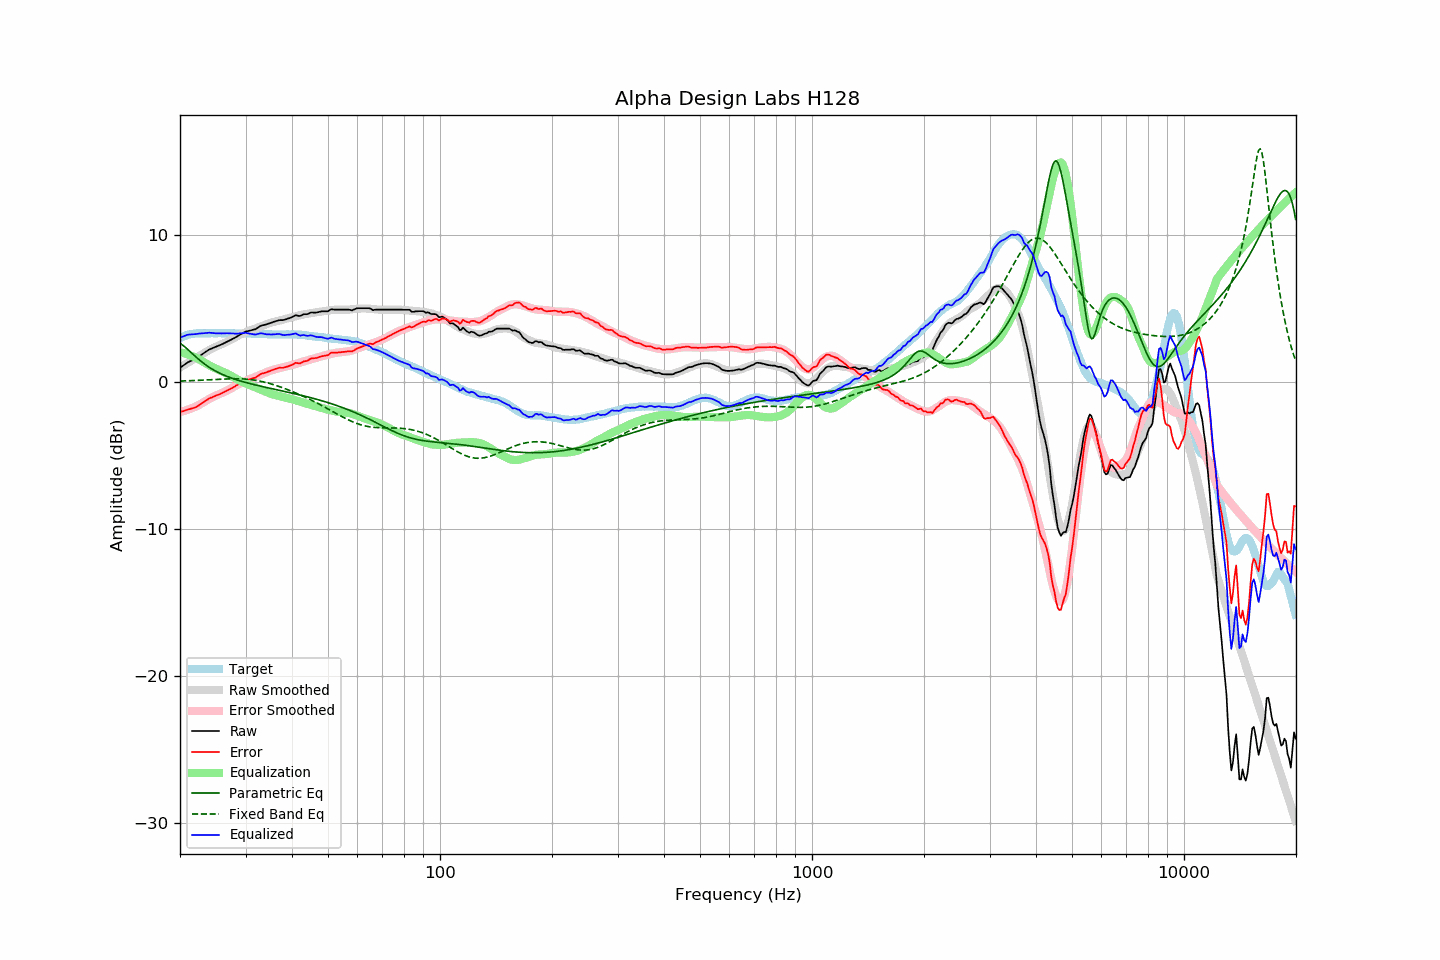 Alpha Design Labs H128
Amplitude (dBr)
10
0
−10
−20
−30
Target
Raw Smoothed
Error Smoothed
Raw
Error
Equalization
Parametric Eq
Fixed Band Eq
Equalized
100
1000
10000
Frequency (Hz)